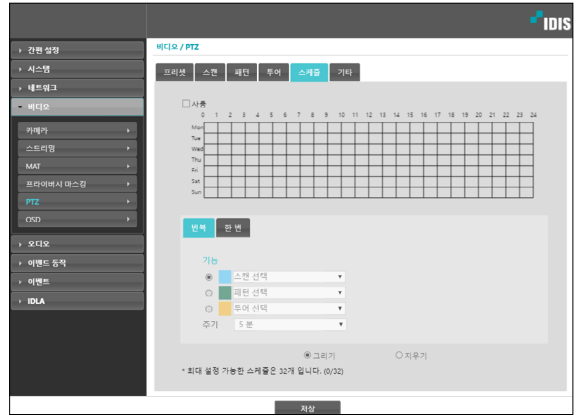 IDIS
간편 설정
시스템
네트워크
비디오
카메라
스트리밍
MAT
프라이버시 마스킹
PTZ
OSD
오디오
이벤트 동작
이벤트
IDLA
비디오 / PTZ
프리셋 스캔 패턴 투어 스케줄 기타
사용
0 1 2 3 4 5 6 7 8 9 10 11 12 13 14 15 16 17 18 19 20 21 22 23 24
Mon
Tue
Wed
Thu
Fri
Sat
Sun
반복 한 번
기능
스캔 선택
패턴 선택
투어 선택
주기 5 분
그리기 지우기
* 최대 설정 가능한 스케줄은 32개 입니다. (0/32)
저장